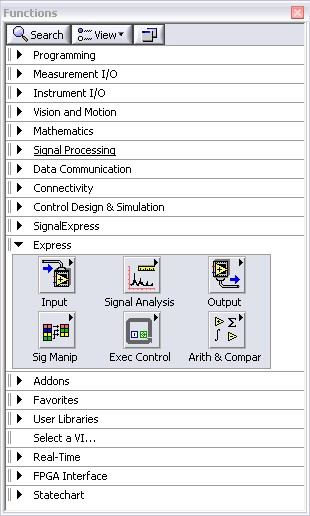 Functions
Search View
Programming
Measurement I/O
Instrument I/O
Vision and Motion
Mathematics
Signal Processing
Data Communication
Connectivity
Control Design & Simulation
SignalExpress
Express
Input Signal Analysis Output
Sig Manip Exec Control Arith & Compar
Addons
Favorites
User Libraries
Select a VI...
Real-Time
FPGA Interface
Statechart